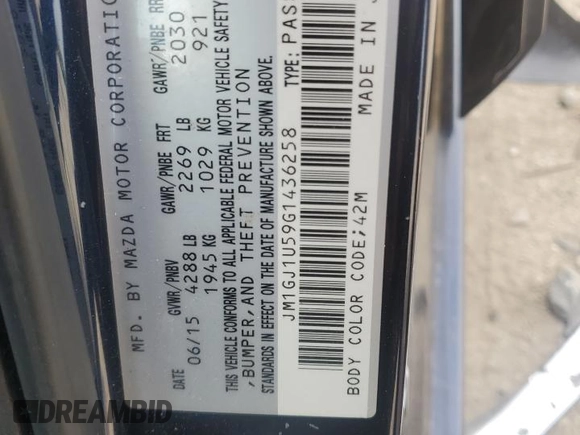 MFD. BY MAZDA MOTOR CORPORATIO
DATE GVWR/PNBV GAWR/PNBE FRT GAWR/PNBE RR
06/15 4288 LB 2269 LB 2030
1945 KG 1029 KG 921
THIS VEHICLE CONFORMS TO ALL APPLICABLE FEDERAL MOTOR VEHICLE SAFETY
,BUMPER,AND THEFT PREVENTION
STANDARDS IN EFFECT ON THE DATE OF MANUFACTURE SHOWN ABOVE.
JM1GJ1U59G1436258 TYPE: PAS
BODY COLOR CODE;42M MADE IN
DREAMBID